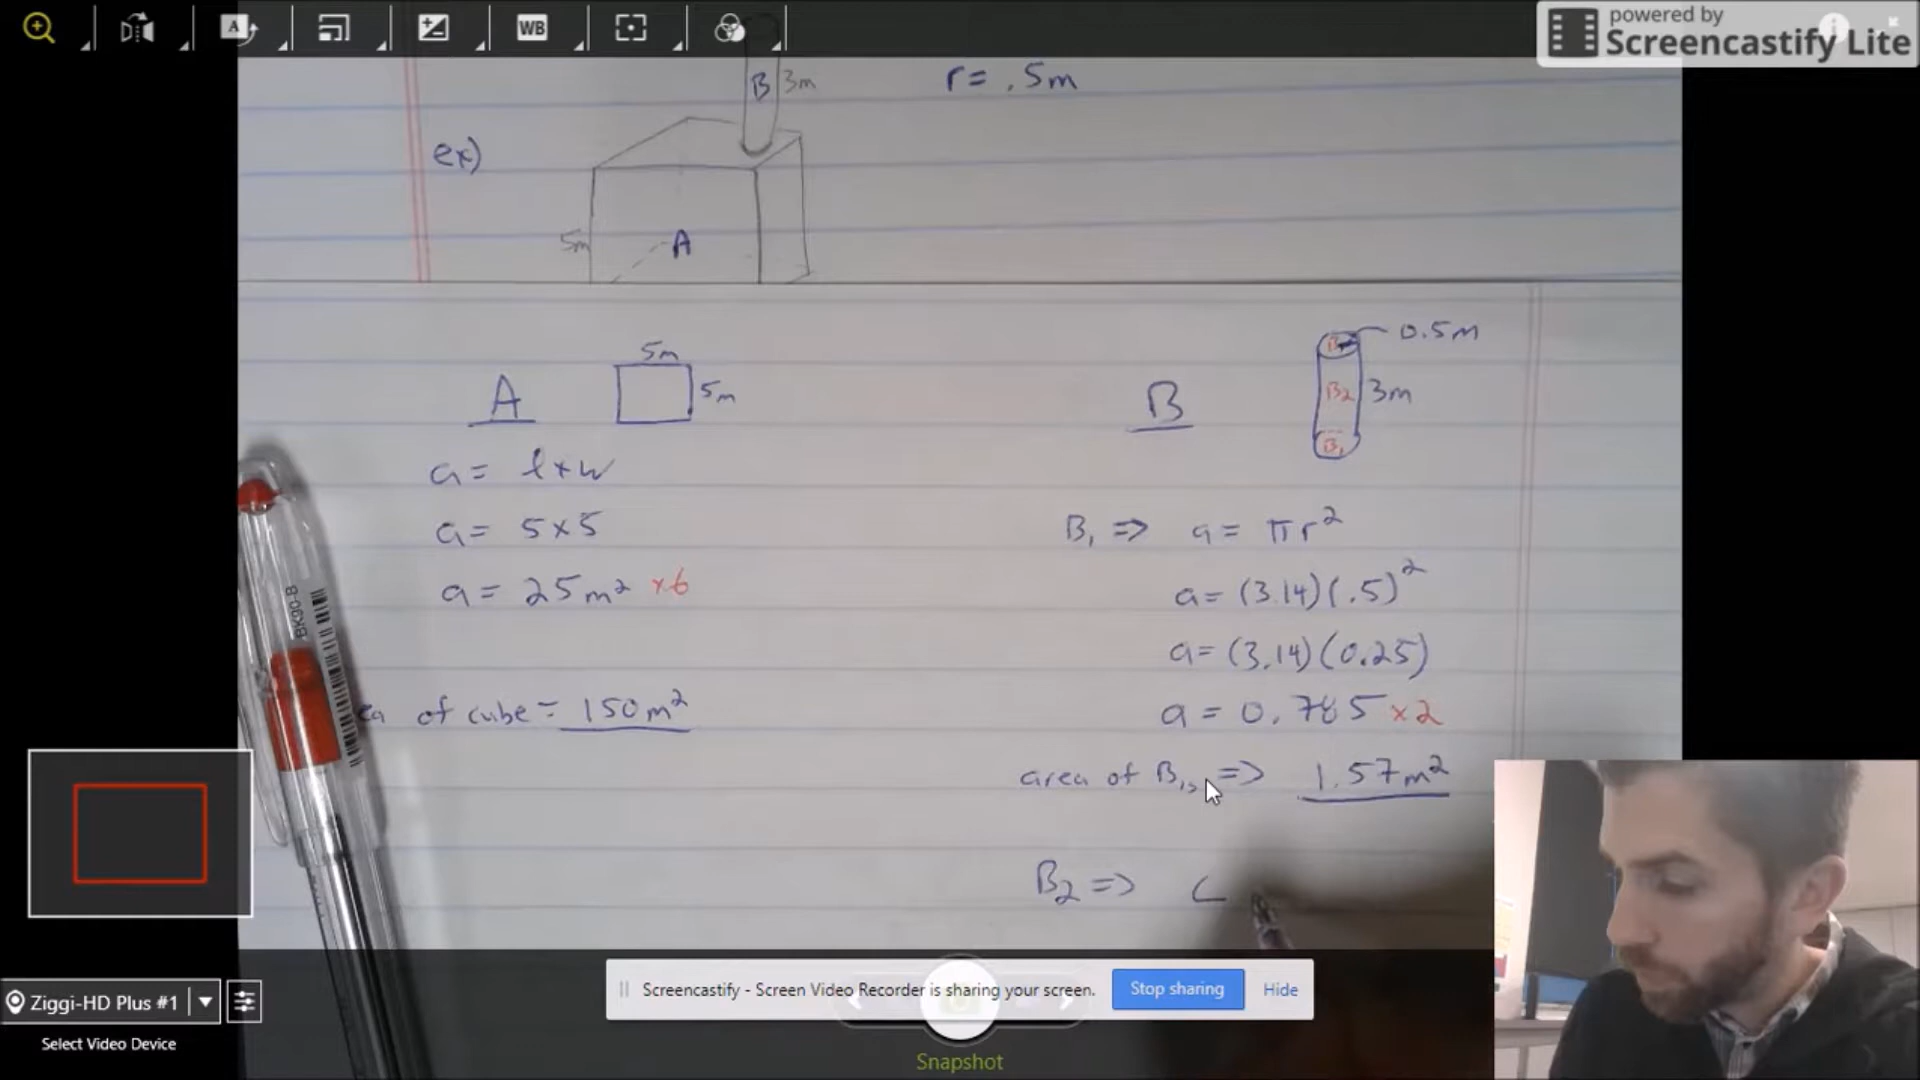 WB
powered by
Screencastify Lite
B 3m
r = .5m
ex)
5m
A
A
5m
5m
a = l x w
a = 5 x 5
a = 25m² x6
ea of cube = 150m²
B
0.5m
B₂ 3m
B₁
B₁ => a = πr²
a = (3.14)(.5)²
a = (3.14)(0.25)
a = 0.785 x2
area of B₁,s => 1.57m²
B₂ => C
BK90-B
Screencastify - Screen Video Recorder is sharing your screen.
Stop sharing
Hide
Ziggi-HD Plus #1
Select Video Device
Snapshot